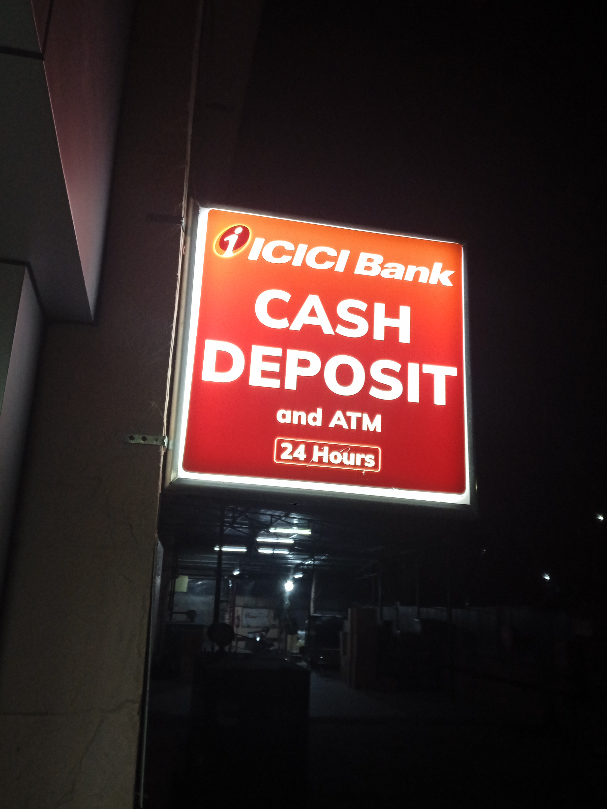 i ICICI Bank
CASH
DEPOSIT
and ATM
24 Hours